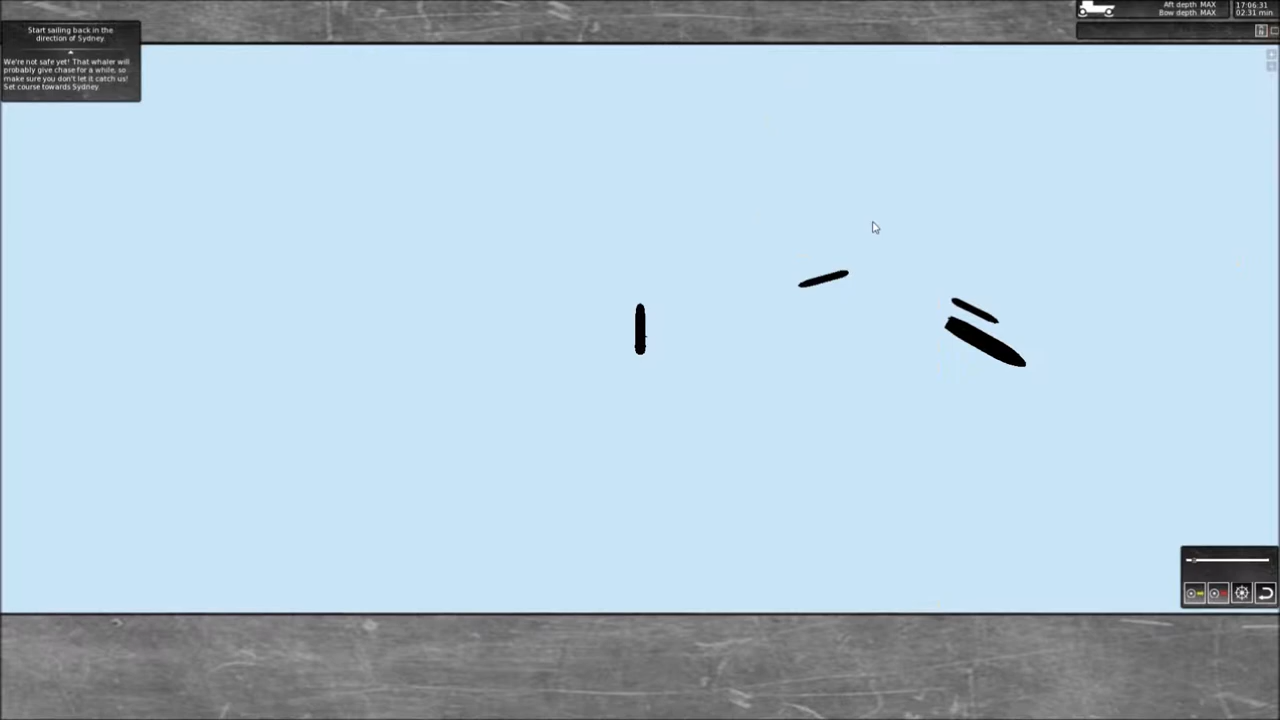 Start sailing back in the
direction of Sydney.
We're not safe yet! That whaler will
probably give chase for a while, so
make sure you don't let it catch us!
Set course towards Sydney.
Aft depth MAX
Bow depth MAX
17:06:31
02.31 min